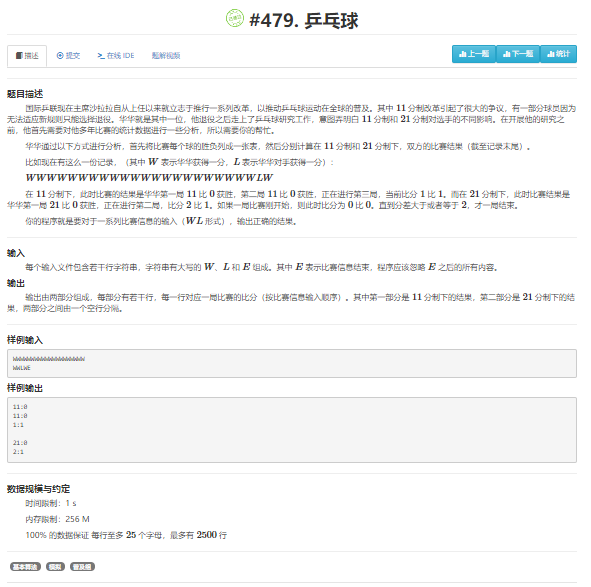 #479. 乒乓球
描述
提交
在线 IDE
题解视频
上一题
下一题
统计
题目描述
国际乒联现在主席沙拉拉自从上任以来就立志于推行一系列改革，以推动乒乓球运动在全球的普及。其中 11 分制改革引起了很大的争议，有一部分球员因为
无法适应新规则只能选择退役。华华就是其中一位，他退役之后走上了乒乓球研究工作，意图弄明白 11 分制和 21 分制对选手的不同影响。在开展他的研究之
前，他首先需要对他多年比赛的统计数据进行一些分析，所以需要你的帮忙。
华华通过以下方式进行分析，首先将比赛每个球的胜负列成一张表，然后分别计算在 11 分制和 21 分制下，双方的比赛结果（截至记录末尾）。
比如现在有这么一份记录，（其中 W 表示华华获得一分，L 表示华华对手获得一分）：
WWWWWWWWWWWWWWWWWWWWWWLW
在 11 分制下，此时比赛的结果是华华第一局 11 比 0 获胜，第二局 11 比 0 获胜，正在进行第三局，当前比分 1 比 1。而在 21 分制下，此时比赛结果是
华华第一局 21 比 0 获胜，正在进行第二局，比分 2 比 1。如果一局比赛刚开始，则此时比分为 0 比 0。直到分差大于或者等于 2，才一局结束。
你的程序就是要对于一系列比赛信息的输入（WL 形式），输出正确的结果。
输入
每个输入文件包含若干行字符串，字符串有大写的 W、L 和 E 组成。其中 E 表示比赛信息结束，程序应该忽略 E 之后的所有内容。
输出
输出由两部分组成，每部分有若干行，每一行对应一局比赛的比分（按比赛信息输入顺序）。其中第一部分是 11 分制下的结果，第二部分是 21 分制下的结
果，两部分之间由一个空行分隔。
样例输入
WWWWWWWWWWWWWWWWWWWW
WWLWE
样例输出
11:0
11:0
1:1
21:0
2:1
数据规模与约定
时间限制：1 s
内存限制：256 M
100% 的数据保证 每行至多 25 个字母，最多有 2500 行
基本算法
模拟
普及组